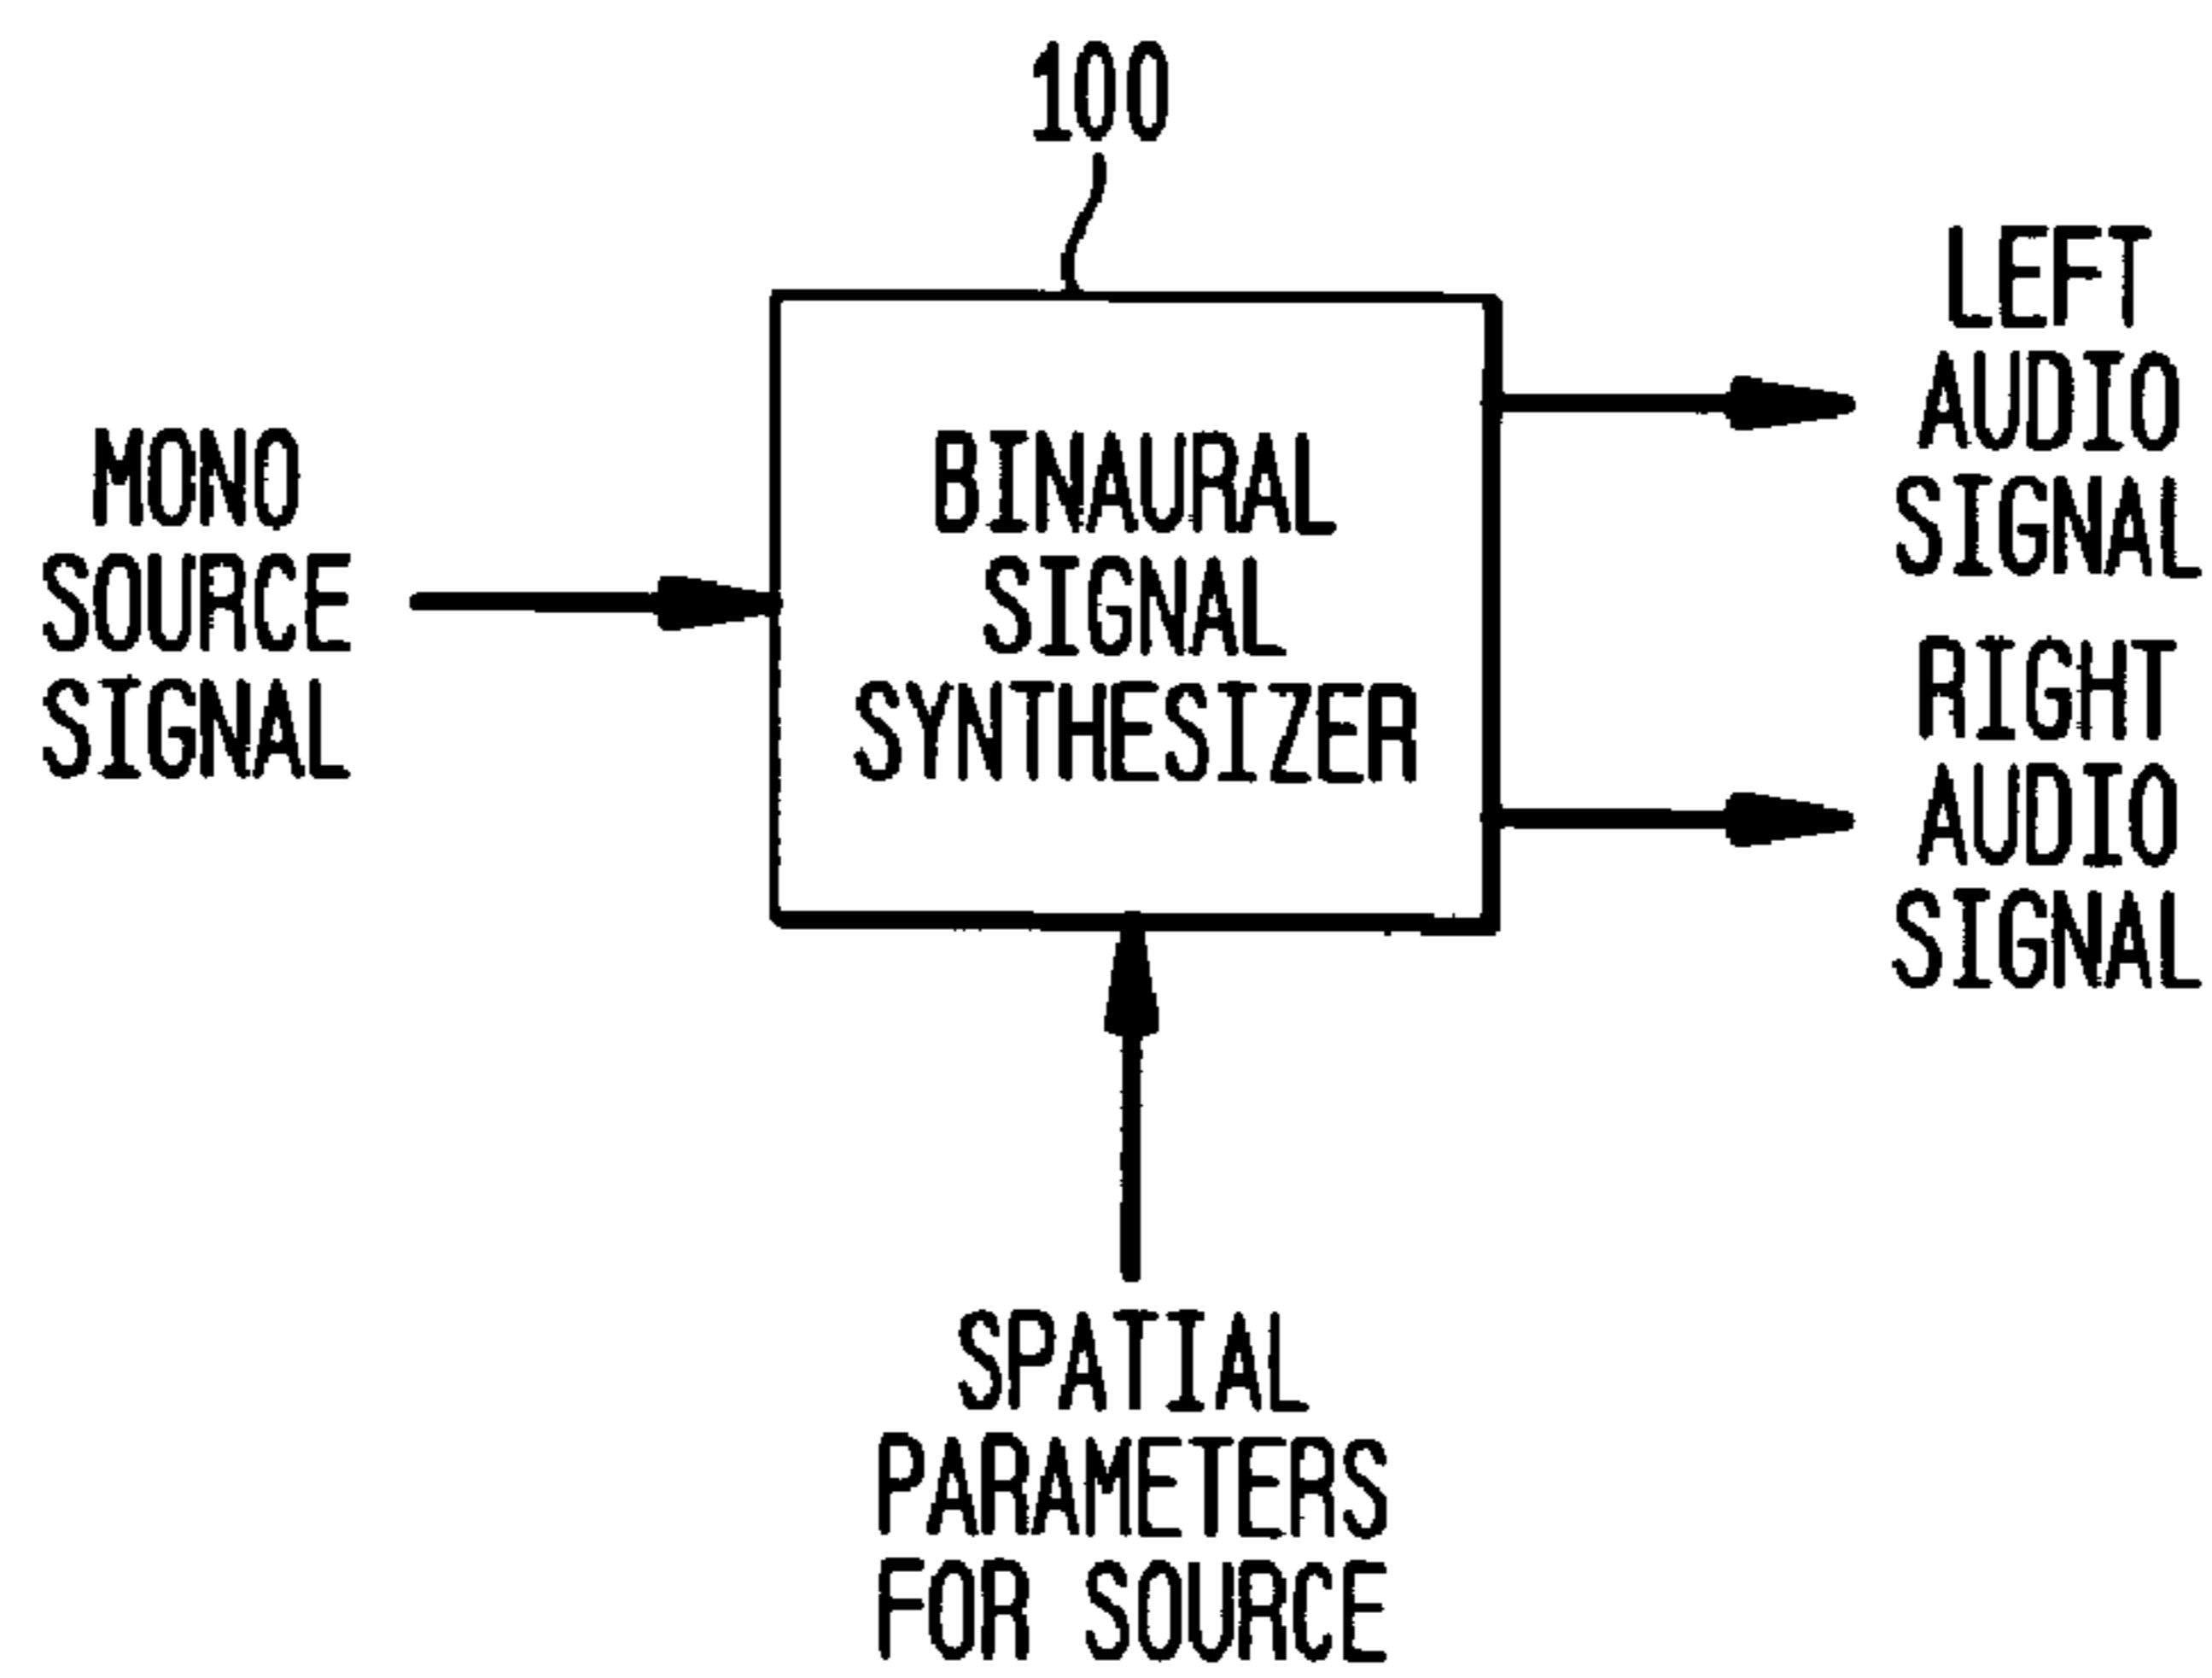 100
MONO
SOURCE
SIGNAL
BINAURAL
SIGNAL
SYNTHESIZER
LEFT
AUDIO
SIGNAL
RIGHT
AUDIO
SIGNAL
SPATIAL
PARAMETERS
FOR SOURCE